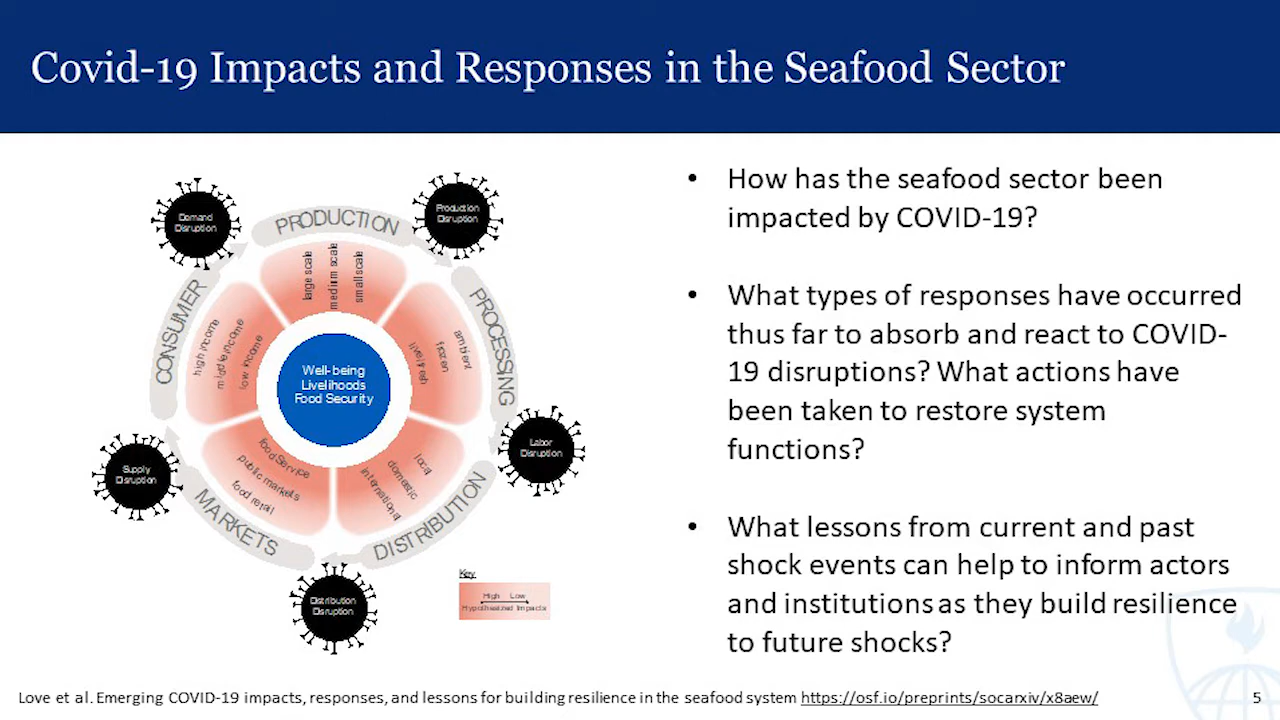 Covid-19 Impacts and Responses in the Seafood Sector
Demand
Disruption
Production
Disruption
PRODUCTION
large scale
medium scale
small scale
CONSUMER
high income
middle income
low income
PROCESSING
ambient
frozen
live/fresh
Well-being
Livelihoods
Food Security
Labor
Disruption
Supply
Disruption
food Service
public markets
food retail
MARKETS
local
domestic
international
DISTRIBUTION
Distribution
Disruption
Key
High Low
Hypothesized Impacts
• How has the seafood sector been
impacted by COVID-19?
• What types of responses have occurred
thus far to absorb and react to COVID-
19 disruptions? What actions have
been taken to restore system
functions?
• What lessons from current and past
shock events can help to inform actors
and institutions as they build resilience
to future shocks?
Love et al. Emerging COVID-19 impacts, responses, and lessons for building resilience in the seafood system https://osf.io/preprints/socarxiv/x8aew/
5